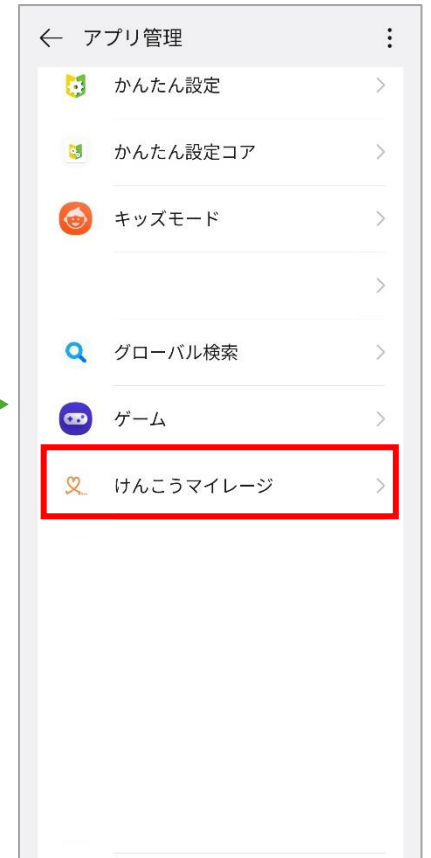 アプリ管理
かんたん設定
かんたん設定コア
キッズモード
グローバル検索
ゲーム
けんこうマイレージ